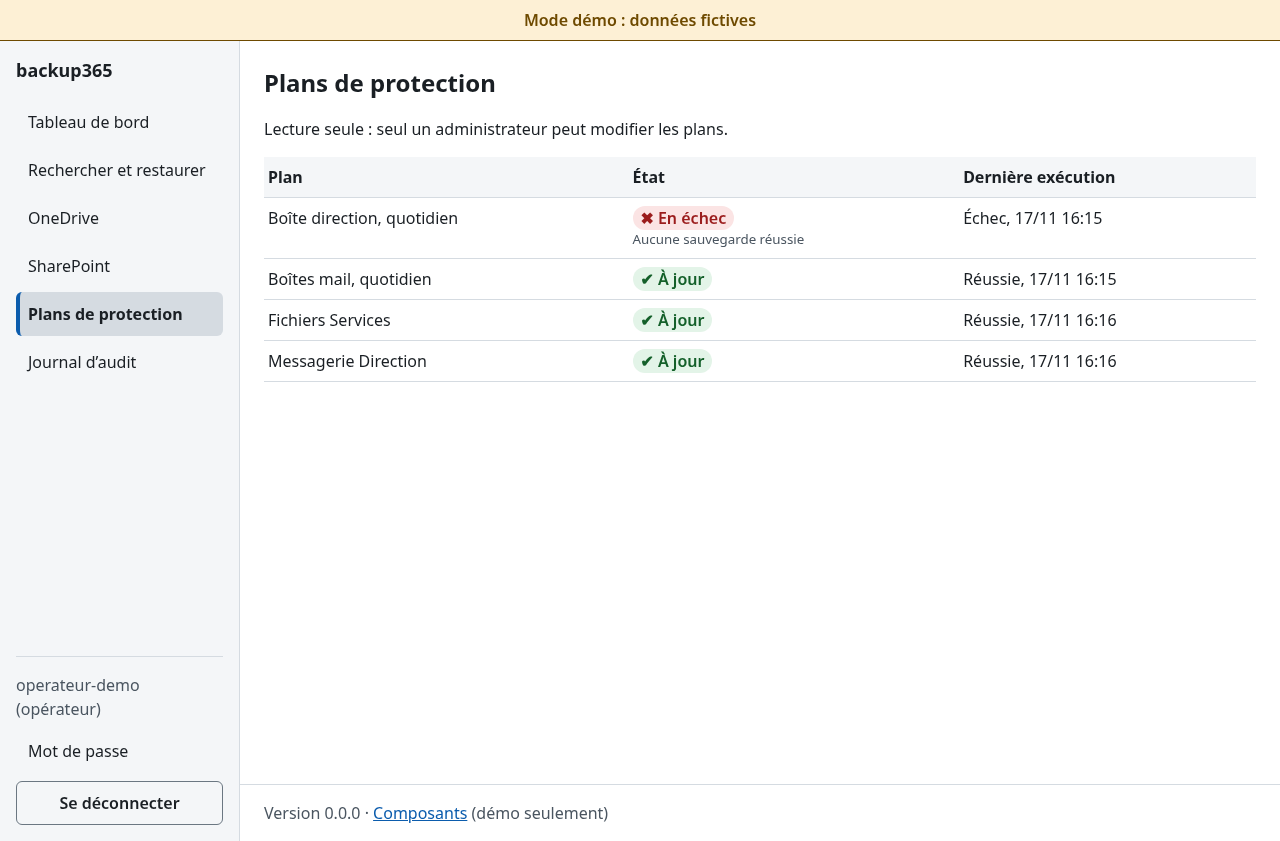 Mode démo : données fictives
backup365
Tableau de bord
Rechercher et restaurer
OneDrive
SharePoint
Plans de protection
Journal d’audit
operateur-demo
(opérateur)
Mot de passe
Se déconnecter
Plans de protection
Lecture seule : seul un administrateur peut modifier les plans.
Plan État Dernière exécution
Boîte direction, quotidien ✖ En échec Échec, 17/11 16:15
Aucune sauvegarde réussie
Boîtes mail, quotidien ✔ À jour Réussie, 17/11 16:15
Fichiers Services ✔ À jour Réussie, 17/11 16:16
Messagerie Direction ✔ À jour Réussie, 17/11 16:16
Version 0.0.0 · Composants (démo seulement)